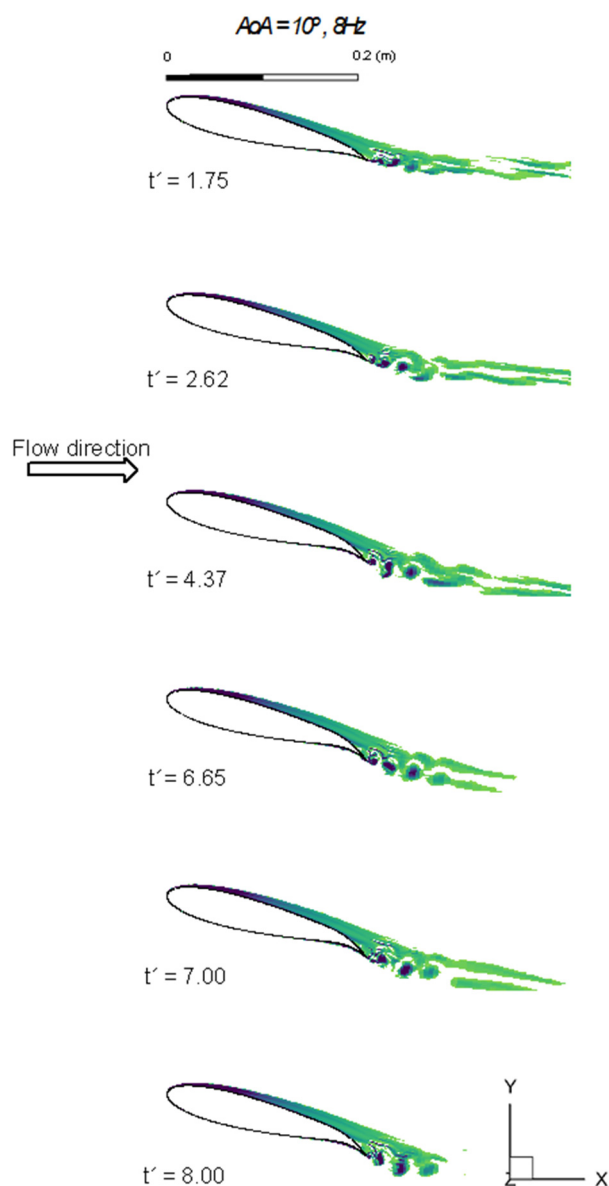 AoA = 10º, 8Hz
0 0.2 (m)
t′ = 1.75
t′ = 2.62
Flow direction
t′ = 4.37
t′ = 6.65
t′ = 7.00
t′ = 8.00
Y
Z X